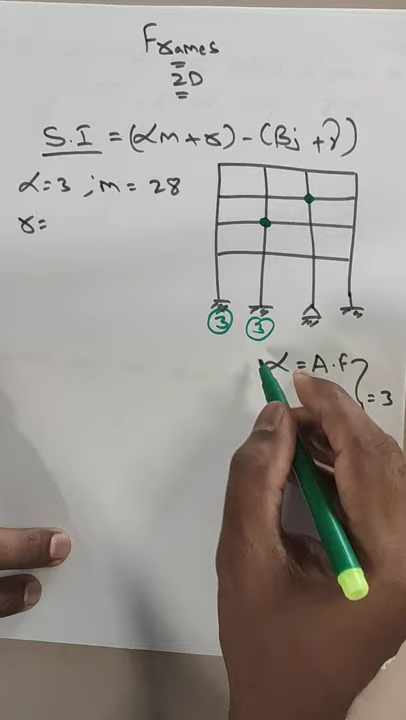 Frames
2D
S.I = (αm + r) - (βj + γ)
α=3 ; m = 28
r=
3 3
α = A.F
= 3